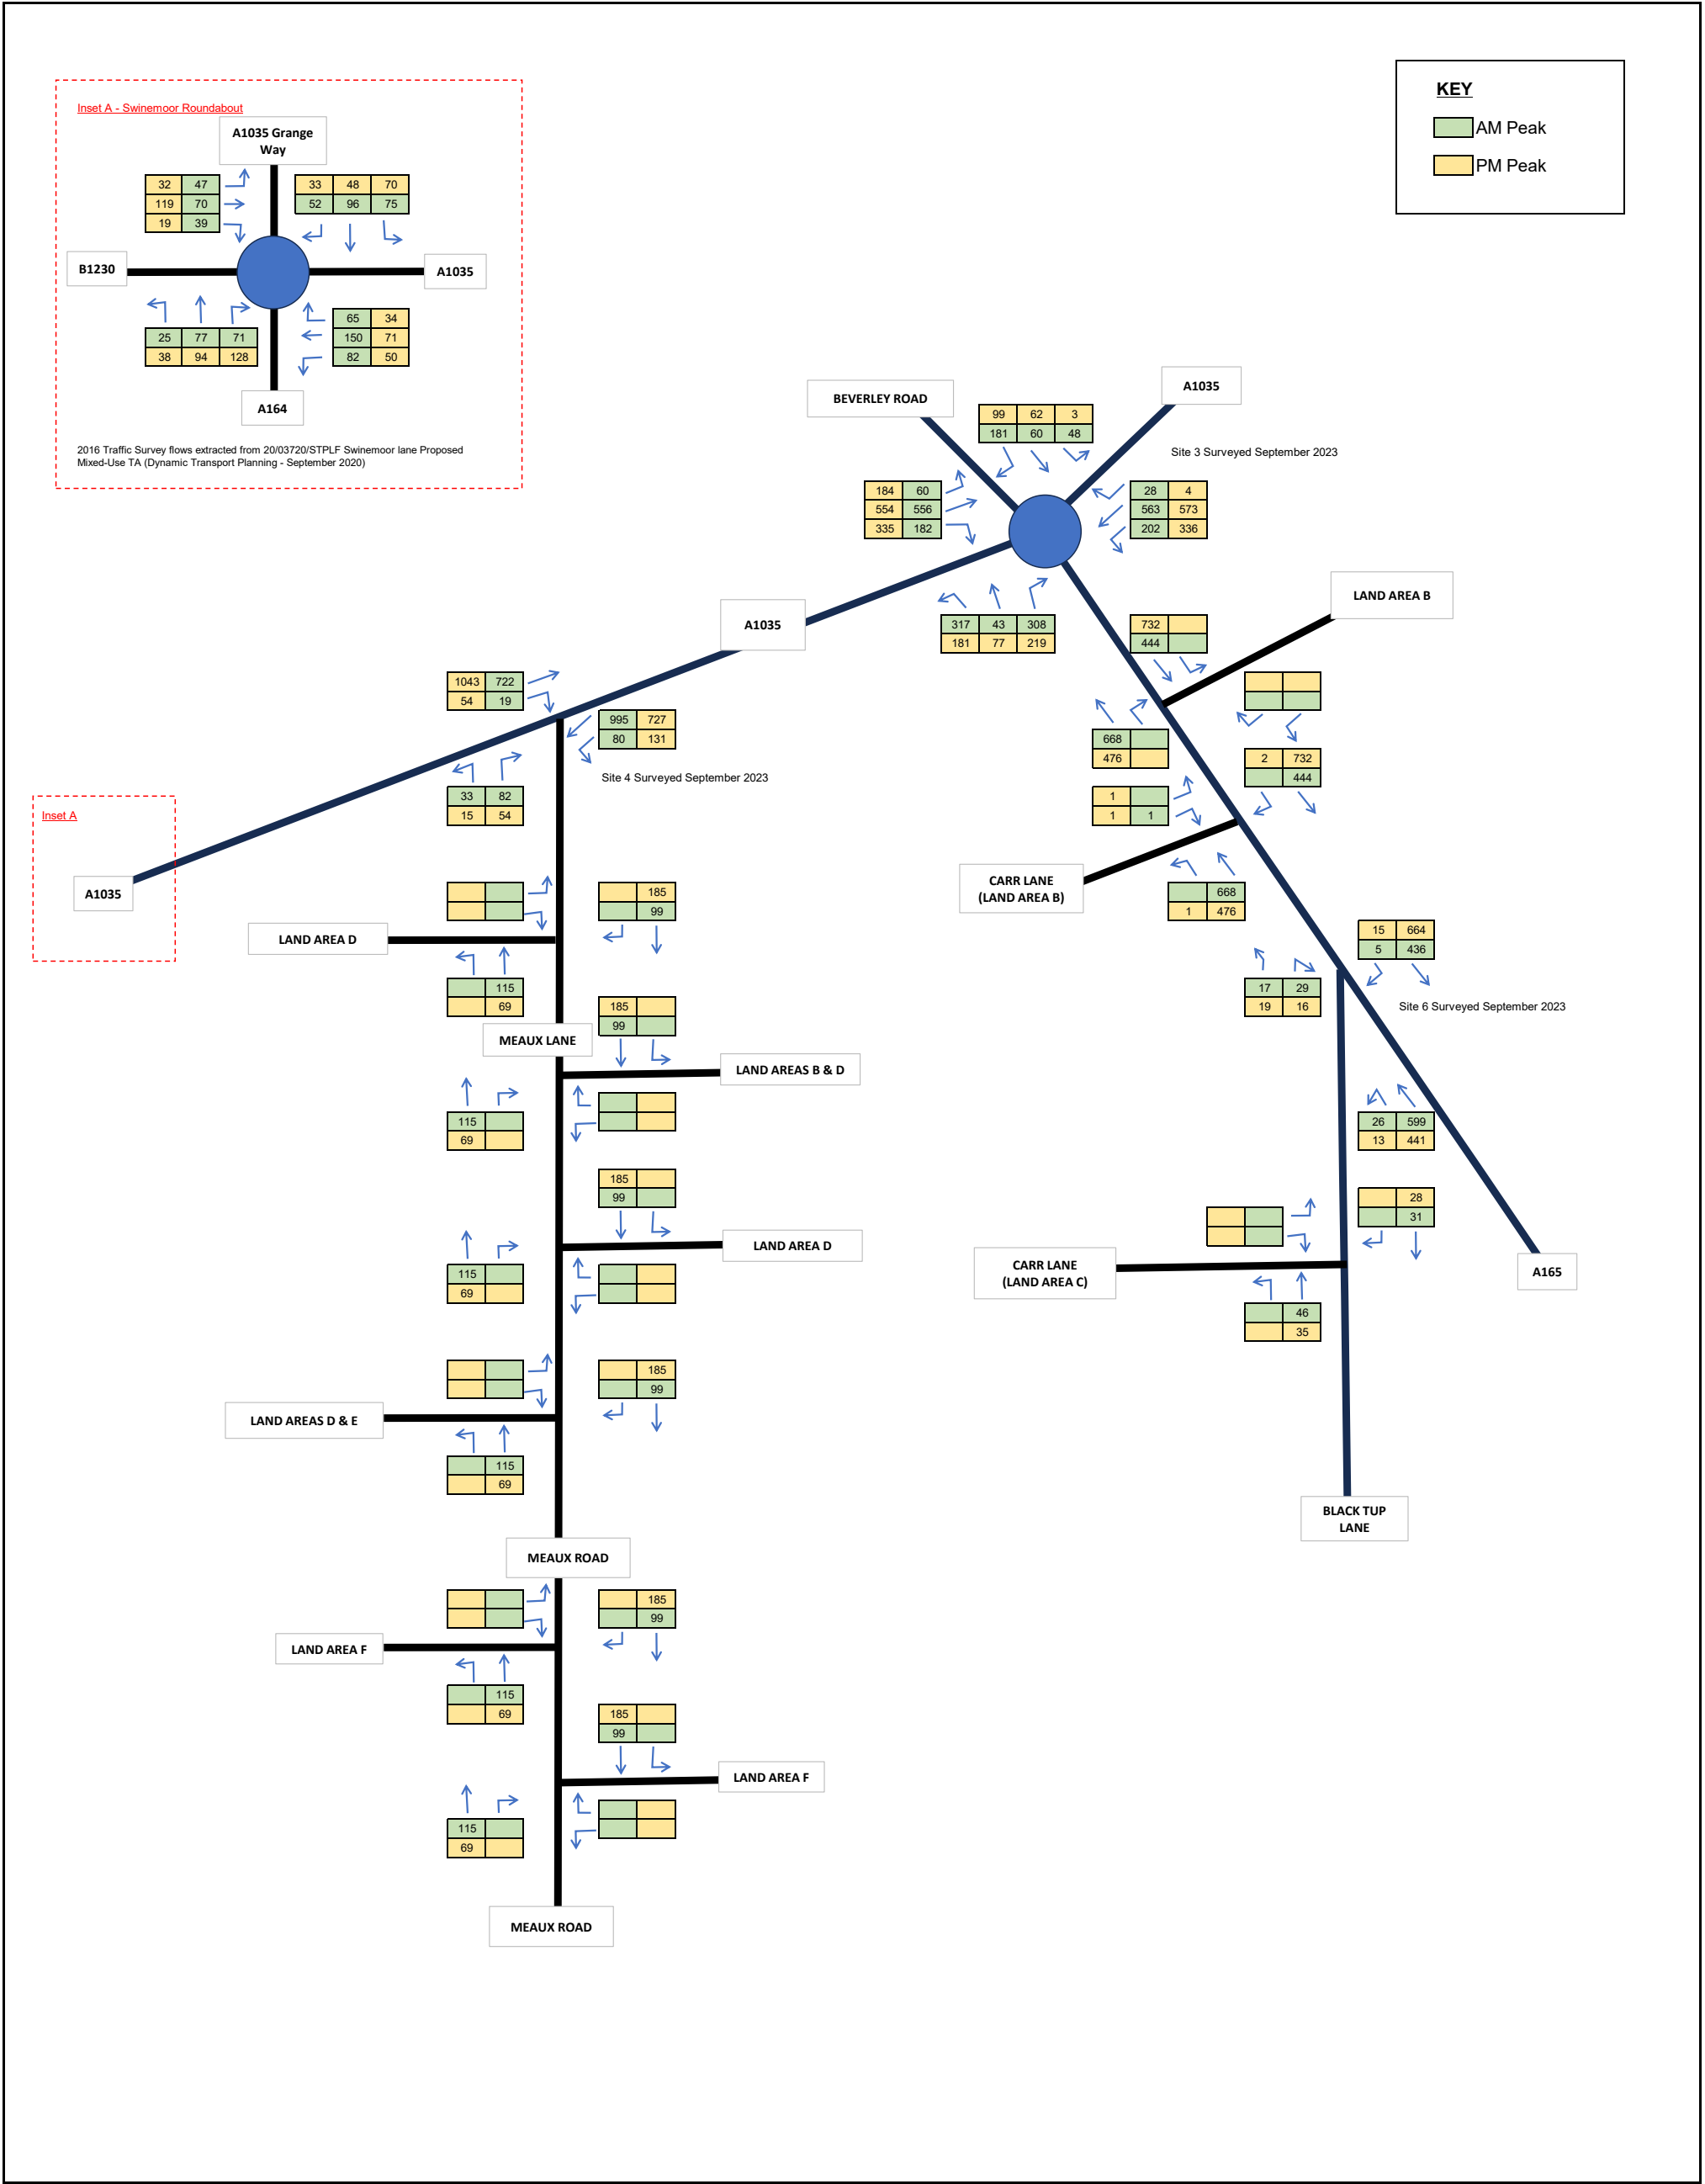 KEY
AM Peak
PM Peak
Inset A - Swinemoor Roundabout
A1035 Grange
Way
32 47
119 70
19 39
33 48 70
52 96 75
B1230
A1035
25 77 71
38 94 128
65 34
150 71
82 50
A164
2016 Traffic Survey flows extracted from 20/03720/STPLF Swinemoor lane Proposed
Mixed-Use TA (Dynamic Transport Planning - September 2020)
BEVERLEY ROAD
A1035
99 62 3
181 60 48
Site 3 Surveyed September 2023
184 60
554 556
335 182
28 4
563 573
202 336
317 43 308
181 77 219
A1035
LAND AREA B
732
444
668
476
2 732
444
1
1 1
CARR LANE
(LAND AREA B)
668
1 476
1043 722
54 19
995 727
80 131
Site 4 Surveyed September 2023
33 82
15 54
Inset A
A1035
185
99
LAND AREA D
115
69
MEAUX LANE
185
99
LAND AREAS B & D
115
69
185
99
LAND AREA D
115
69
185
99
LAND AREAS D & E
115
69
MEAUX ROAD
185
99
LAND AREA F
115
69
185
99
LAND AREA F
115
69
MEAUX ROAD
15 664
5 436
17 29
19 16
Site 6 Surveyed September 2023
26 599
13 441
28
31
CARR LANE
(LAND AREA C)
46
35
A165
BLACK TUP
LANE